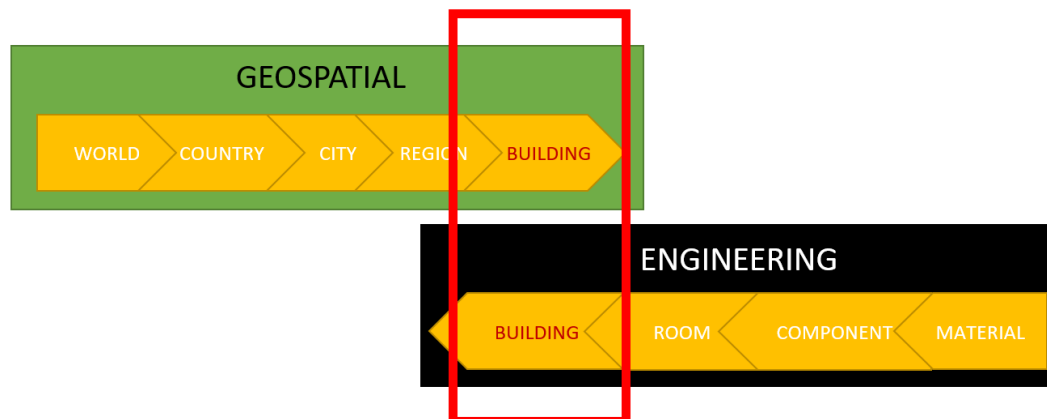 GEOSPATIAL
WORLD COUNTRY CITY REGION BUILDING
ENGINEERING
BUILDING ROOM COMPONENT MATERIAL